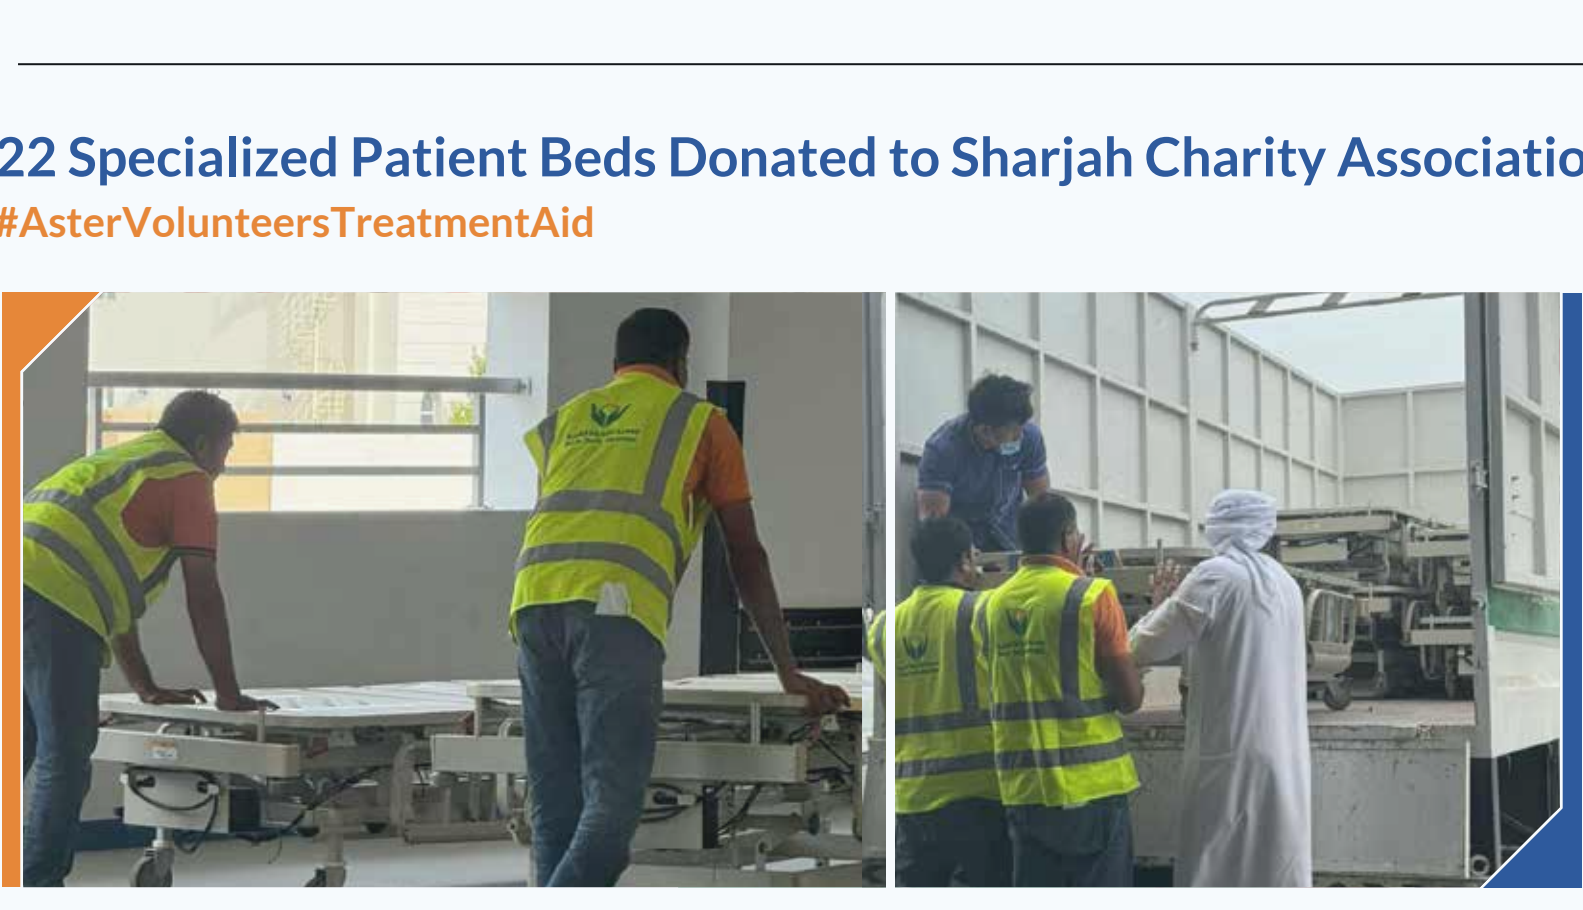 22 Specialized Patient Beds Donated to Sharjah Charity Associatio
#AsterVolunteersTreatmentAid